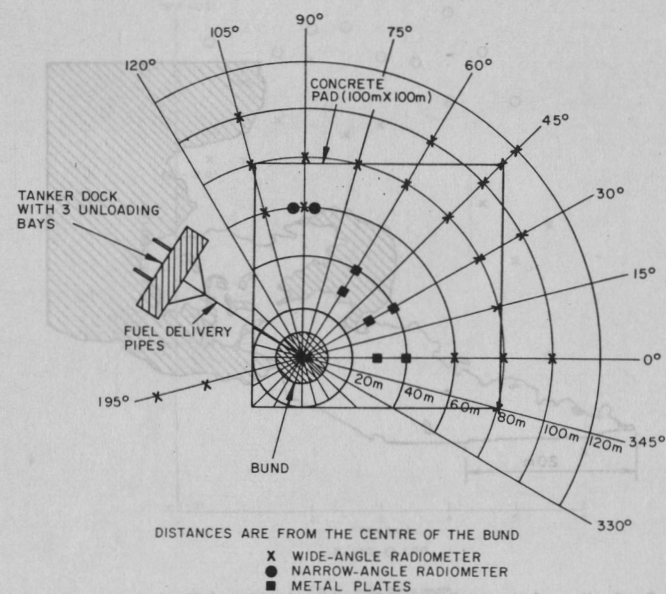 90°
105°
75°
120°
60°
CONCRETE
PAD (100m X 100m)
45°
TANKER DOCK
WITH 3 UNLOADING
BAYS
30°
15°
FUEL DELIVERY
PIPES
0°
20m
40m
60m
80m
100m
120m
195°
345°
BUND
330°
DISTANCES ARE FROM THE CENTRE OF THE BUND
X WIDE-ANGLE RADIOMETER
● NARROW-ANGLE RADIOMETER
■ METAL PLATES